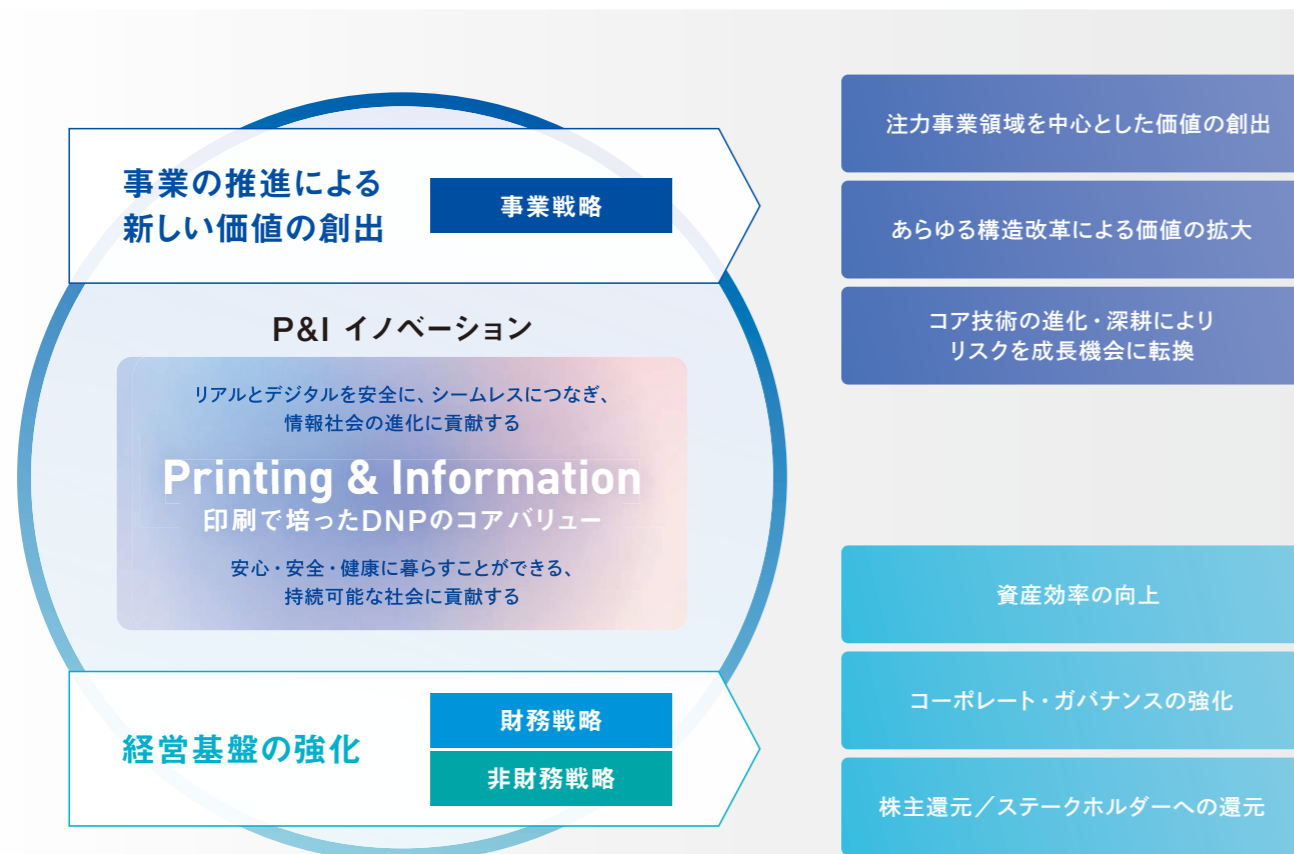 事業の推進による
新しい価値の創出
事業戦略
P&I イノベーション
リアルとデジタルを安全に、シームレスにつなぎ、
情報社会の進化に貢献する
Printing & Information
印刷で培ったDNPのコアバリュー
安心・安全・健康に暮らすことができる、
持続可能な社会に貢献する
経営基盤の強化
財務戦略
非財務戦略
注力事業領域を中心とした価値の創出
あらゆる構造改革による価値の拡大
コア技術の進化・深耕により
リスクを成長機会に転換
資産効率の向上
コーポレート・ガバナンスの強化
株主還元／ステークホルダーへの還元